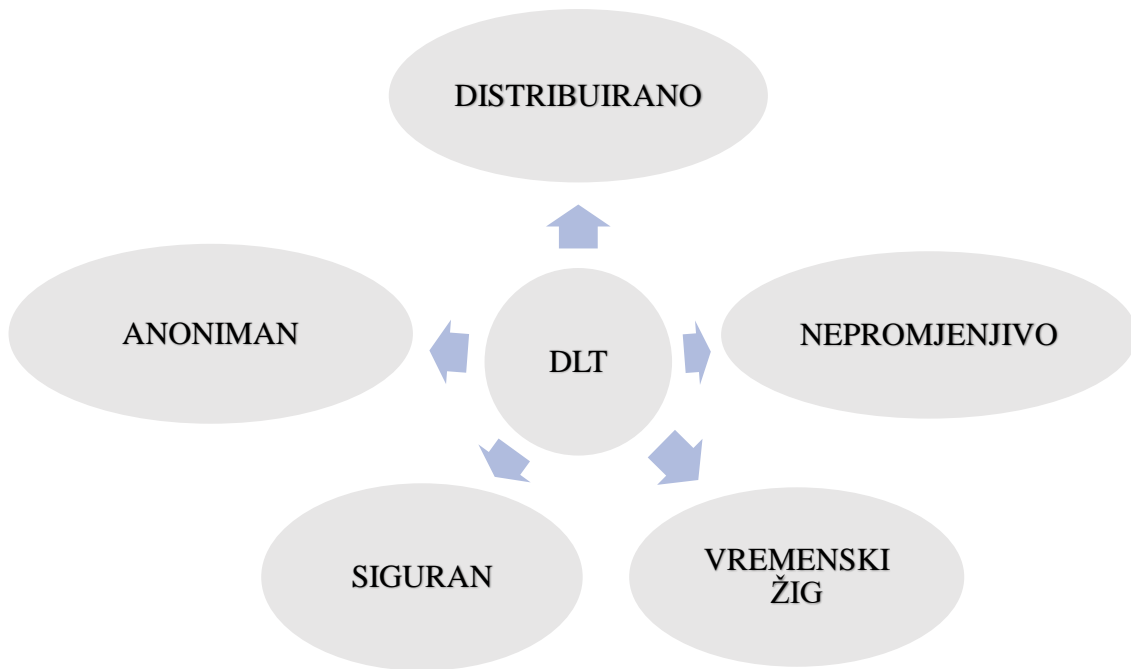 DISTRIBUIRANO
ANONIMAN
DLT
NEPROMJENJIVO
SIGURAN
VREMENSKI
ŽIG